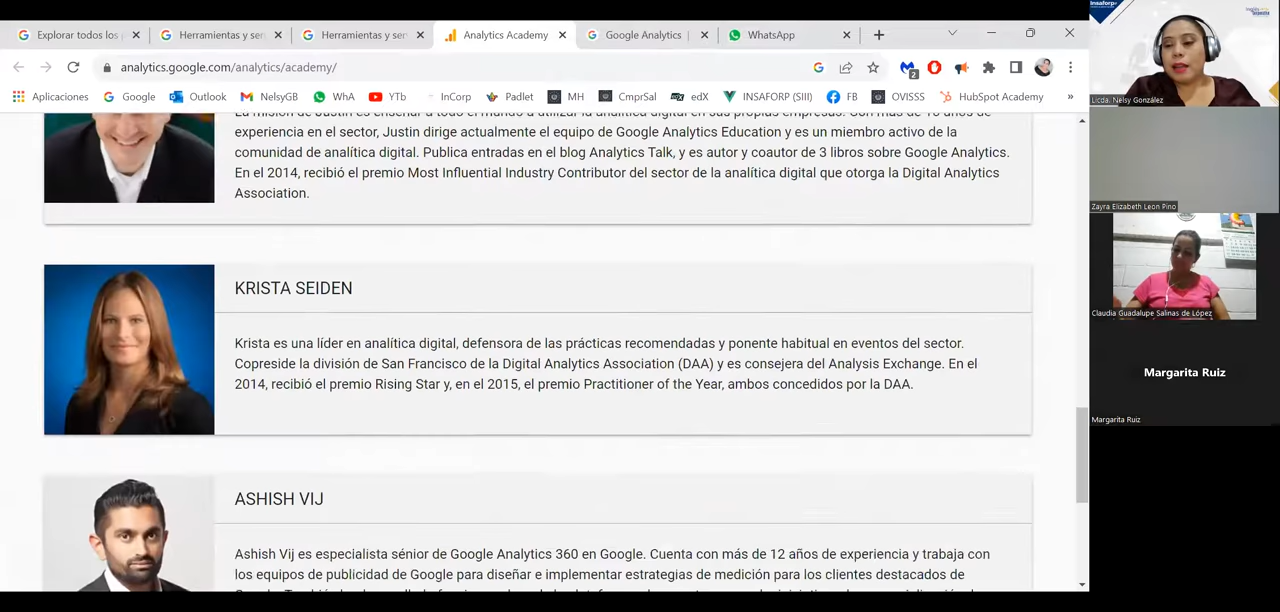 Explorar todos los
Herramientas y ser
Herramientas y ser
Analytics Academy
Google Analytics
WhatsApp
analytics.google.com/analytics/academy/
2
Aplicaciones
Google
Outlook
NelsyGB
WhA
YTb
InCorp
Padlet
MH
CmprSal
edX
INSAFORP (SIII)
FB
OVISSS
HubSpot Academy
»
experiencia en el sector, Justin dirige actualmente el equipo de Google Analytics Education y es un miembro activo de la
comunidad de analítica digital. Publica entradas en el blog Analytics Talk, y es autor y coautor de 3 libros sobre Google Analytics.
En el 2014, recibió el premio Most Influential Industry Contributor del sector de la analítica digital que otorga la Digital Analytics
Association.
KRISTA SEIDEN
Krista es una líder en analítica digital, defensora de las prácticas recomendadas y ponente habitual en eventos del sector.
Copreside la división de San Francisco de la Digital Analytics Association (DAA) y es consejera del Analysis Exchange. En el
2014, recibió el premio Rising Star y, en el 2015, el premio Practitioner of the Year, ambos concedidos por la DAA.
ASHISH VIJ
Ashish Vij es especialista sénior de Google Analytics 360 en Google. Cuenta con más de 12 años de experiencia y trabaja con
los equipos de publicidad de Google para diseñar e implementar estrategias de medición para los clientes destacados de
Insaforp
Licda. Nelsy González
Zayra Elizabeth Leon Pino
Claudia Guadalupe Salinas de López
Margarita Ruiz
Margarita Ruiz